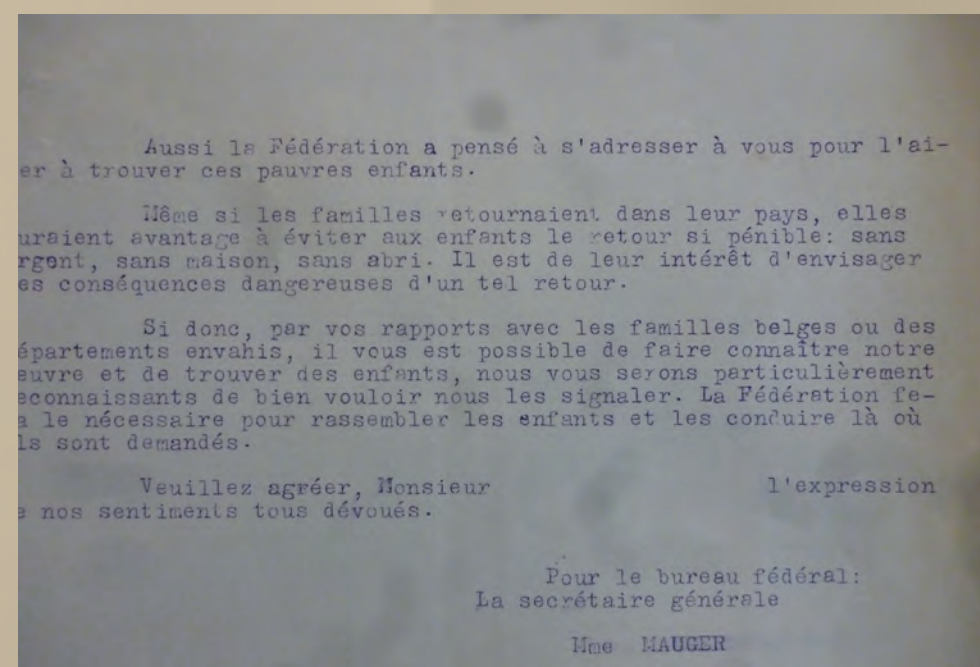 Aussi la Fédération a pensé à s'adresser à vous pour l'ai-
er à trouver ces pauvres enfants.
Même si les familles retournaient dans leur pays, elles
uraient avantage à éviter aux enfants le retour si pénible: sans
rgent, sans maison, sans abri. Il est de leur intérêt d'envisager
es conséquences dangereuses d'un tel retour.
Si donc, par vos rapports avec les familles belges ou des
épartements envahis, il vous est possible de faire connaître notre
euvre et de trouver des enfants, nous vous serons particulièrement
econnaissants de bien vouloir nous les signaler. La Fédération fe-
a le nécessaire pour rassembler les enfants et les conduire là où
ls sont demandés.
Veuillez agréer, Monsieur l'expression
e nos sentiments tous dévoués.
Pour le bureau fédéral:
La secrétaire générale
Mme MAUGER